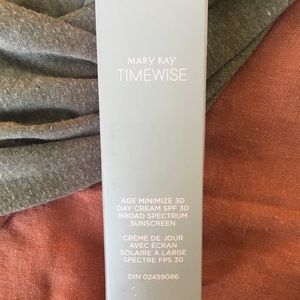 MARY KAY
TIMEWISE
AGE MINIMIZE 3D
DAY CREAM SPF 30
BROAD SPECTRUM
SUNSCREEN
CRÈME DE JOUR
AVEC ÉCRAN
SOLAIRE À LARGE
SPECTRE FPS 30
DIN 02459086